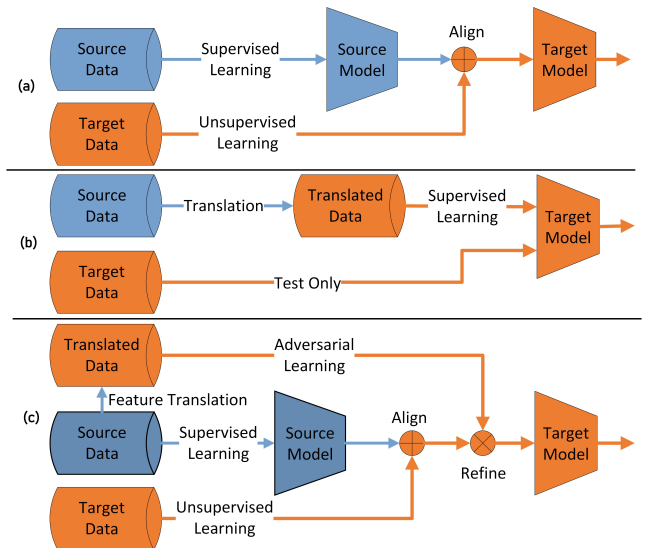 (a)
Source
Data
Supervised
Learning
Source
Model
Align
Target
Model
Target
Data
Unsupervised
Learning
(b)
Source
Data
Translation
Translated
Data
Supervised
Learning
Target
Model
Target
Data
Test Only
(c)
Translated
Data
Adversarial
Learning
Feature Translation
Source
Data
Supervised
Learning
Source
Model
Align
Refine
Target
Model
Target
Data
Unsupervised
Learning